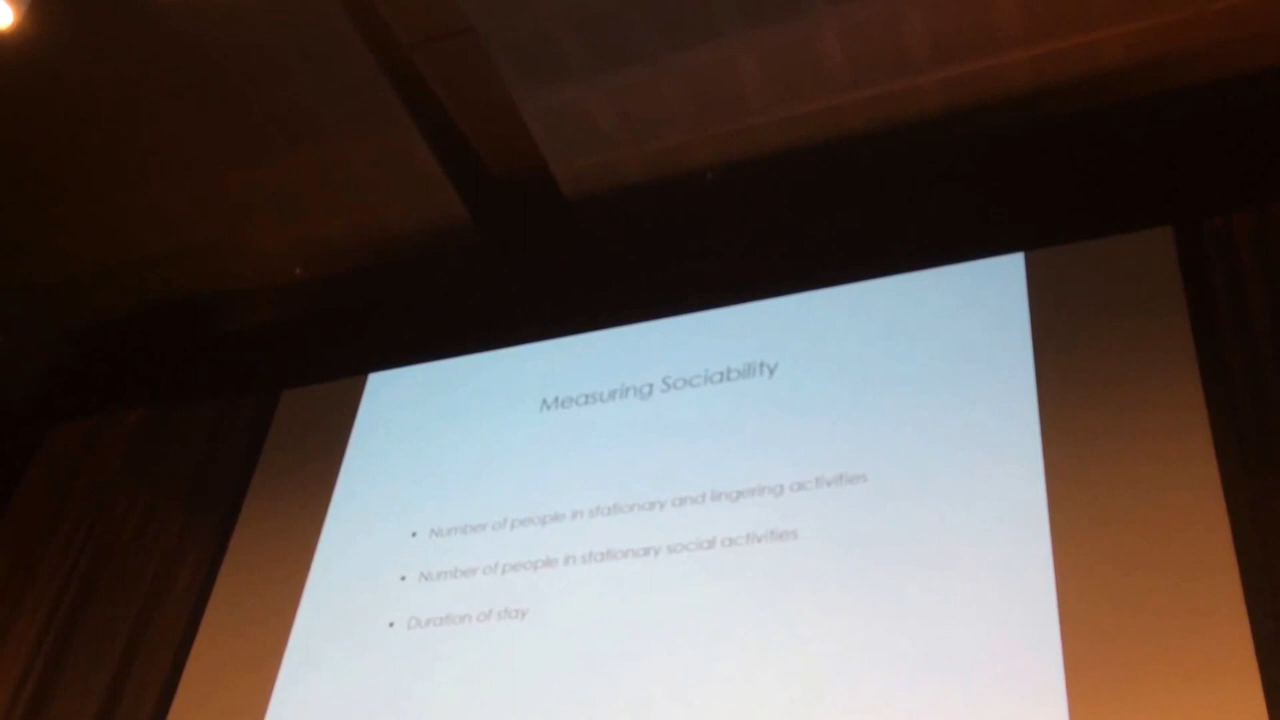 Measuring Sociability
• Number of people in stationary and lingering activities
• Number of people in stationary social activities
• Duration of stay